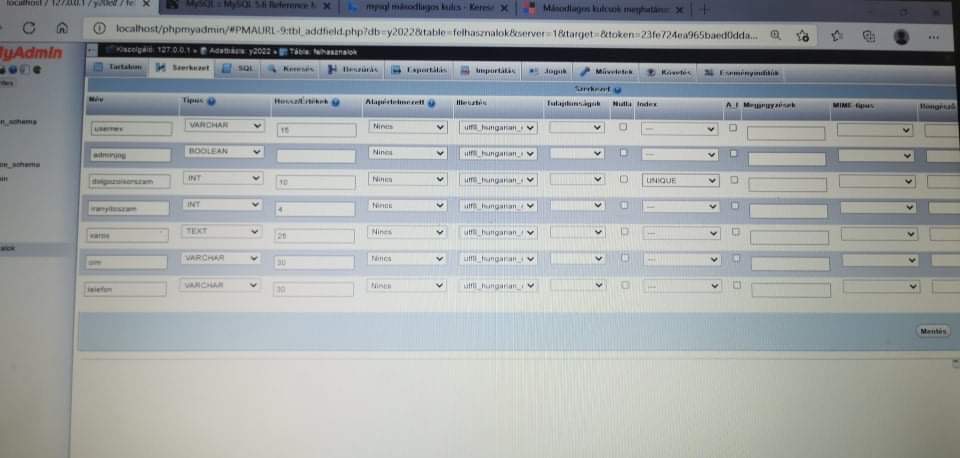 localhost / 127.0.0.1 / y2022 / fe
MySQL :: MySQL 5.6 Reference M
mysql másodlagos kulcs - Keresé
Másodlagos kulcsok meghatáro
localhost/phpmyadmin/#PMAURL-9:tbl_addfield.php?db=y2022&table=felhasznalok&server=1&target=&token=23fe724ea965baed0dda...
MyAdmin
Kiszolgáló: 127.0.0.1 » Adatbázis: y2022 » Tábla: felhasznalok
Tartalom Szerkezet SQL Keresés Beszúrás Exportálás Importálás Jogok Műveletek Követés Eseményindítók
Szerkezet
Név Típus Hossz/Értékek Alapértelmezett Illesztés Tulajdonságok Nulla Index A_I Megjegyzések MIME-típus Böngésző
usernev VARCHAR 15 Nincs utf8_hungarian_c ---
adminjog BOOLEAN Nincs utf8_hungarian_c ---
dolgozoikorszam INT 10 Nincs utf8_hungarian_c UNIQUE
iranyitoszam INT 4 Nincs utf8_hungarian_c ---
varos TEXT 25 Nincs utf8_hungarian_c ---
cim VARCHAR 30 Nincs utf8_hungarian_c ---
telefon VARCHAR 30 Nincs utf8_hungarian_c ---
Mentés
n_schema
on_schema
alok